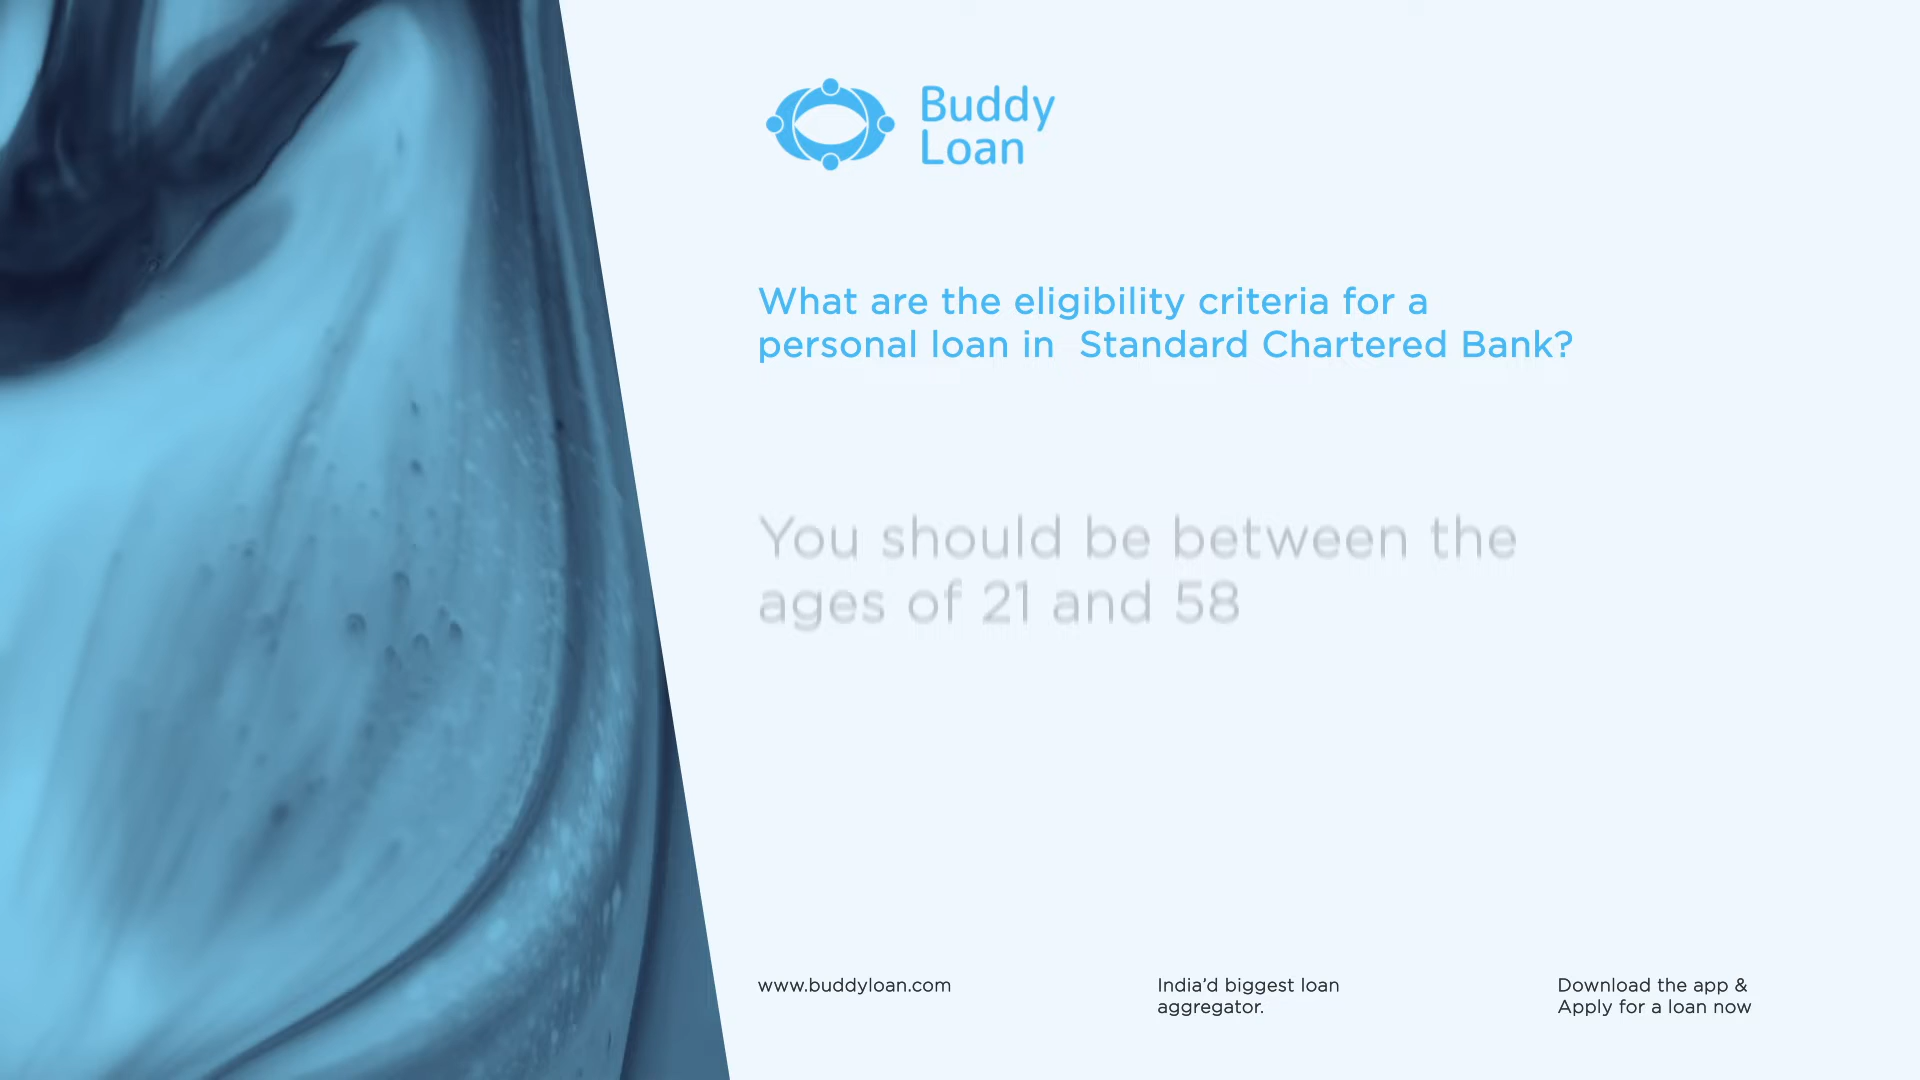 Buddy
Loan
What are the eligibility criteria for a
personal loan in  Standard Chartered Bank?
You should be between the
ages of 21 and 58
www.buddyloan.com
India’d biggest loan
aggregator.
Download the app &
Apply for a loan now